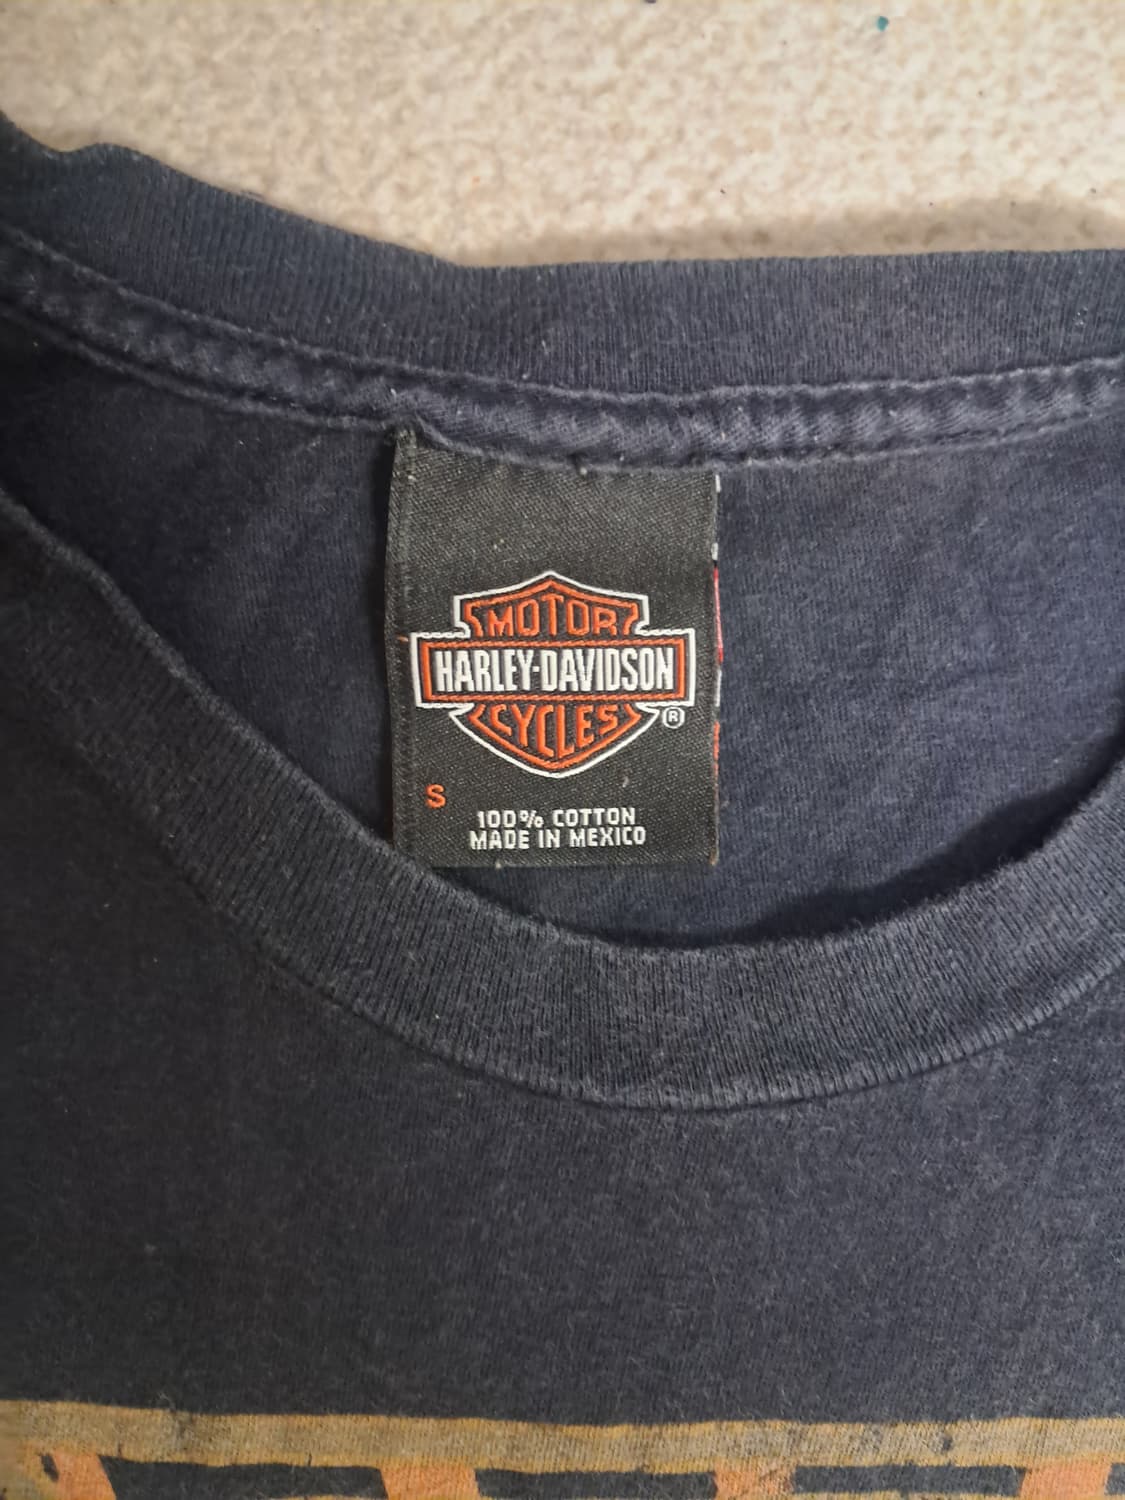 MOTOR
HARLEY-DAVIDSON
CYCLES
®
S
100% COTTON
MADE IN MEXICO